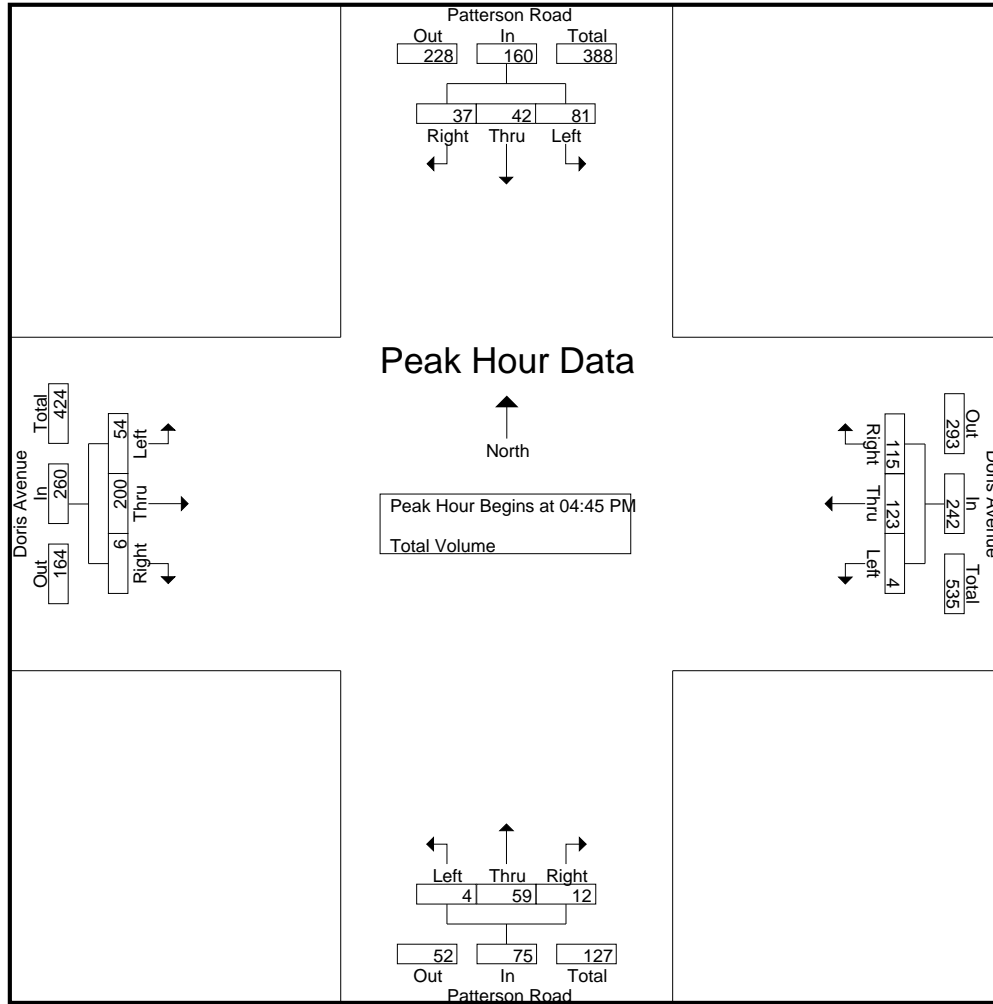 Patterson Road
Out In Total
228 160 388
37 42 81
Right Thru Left
Peak Hour Data
North
Peak Hour Begins at 04:45 PM
Total Volume
Doris Avenue
Total In Out
424 260 164
54 200 6
Left Thru Right
Doris Avenue
Out In Total
293 242 535
115 123 4
Right Thru Left
Left Thru Right
4 59 12
52 75 127
Out In Total
Patterson Road